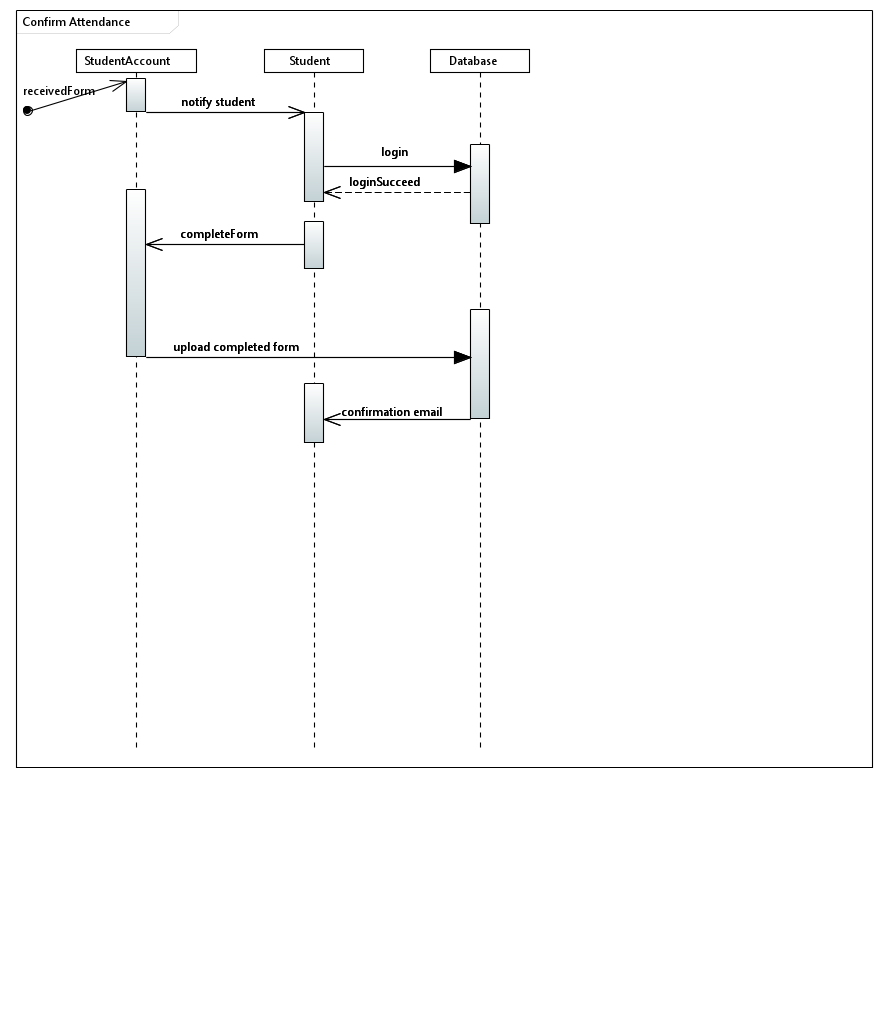 Confirm Attendance
StudentAccount
Student
Database
receivedForm
notify student
login
loginSucceed
completeForm
upload completed form
confirmation email